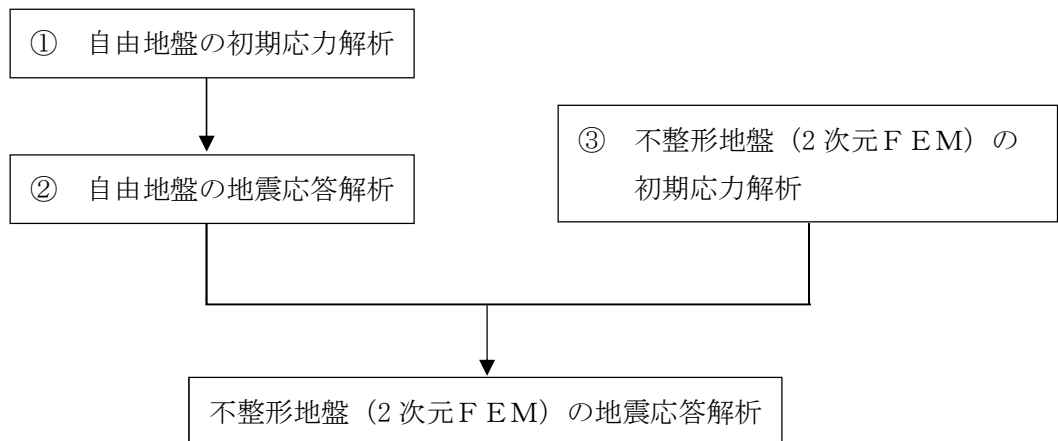 ① 自由地盤の初期応力解析
② 自由地盤の地震応答解析
③ 不整形地盤（2 次元ＦＥＭ）の
初期応力解析
不整形地盤（2 次元ＦＥＭ）の地震応答解析